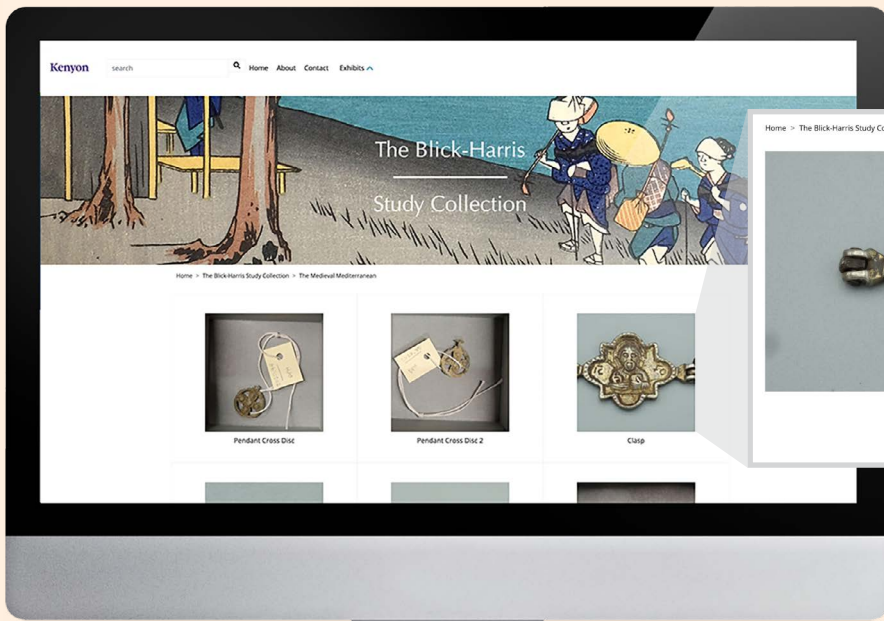 Kenyon
search
Home About Contact Exhibits
The Blick-Harris
Study Collection
Home > The Blick-Harris Study Co
Home > The Blick-Harris Study Collection > The Medieval Mediterranean
Pendant Cross Disc
Pendant Cross Disc 2
Clasp